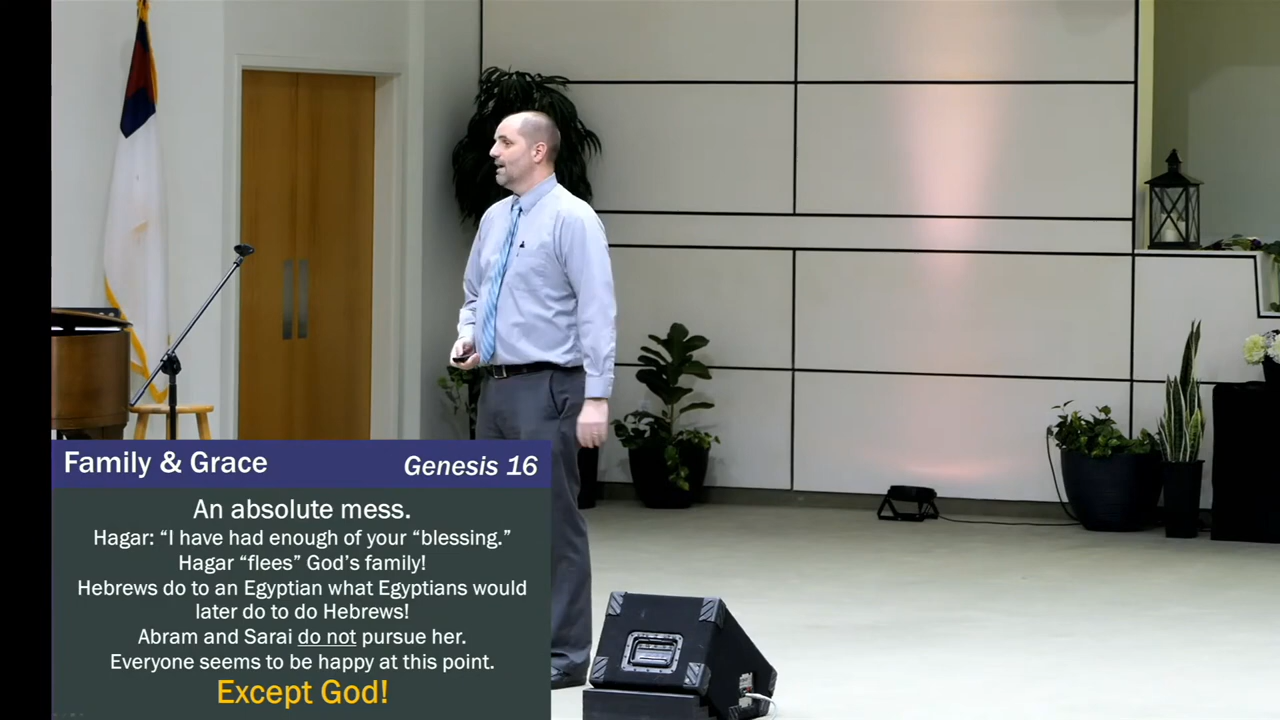 Family & Grace
Genesis 16
An absolute mess.
Hagar: “I have had enough of your “blessing.”
Hagar “flees” God’s family!
Hebrews do to an Egyptian what Egyptians would
later do to do Hebrews!
Abram and Sarai do not pursue her.
Everyone seems to be happy at this point.
Except God!